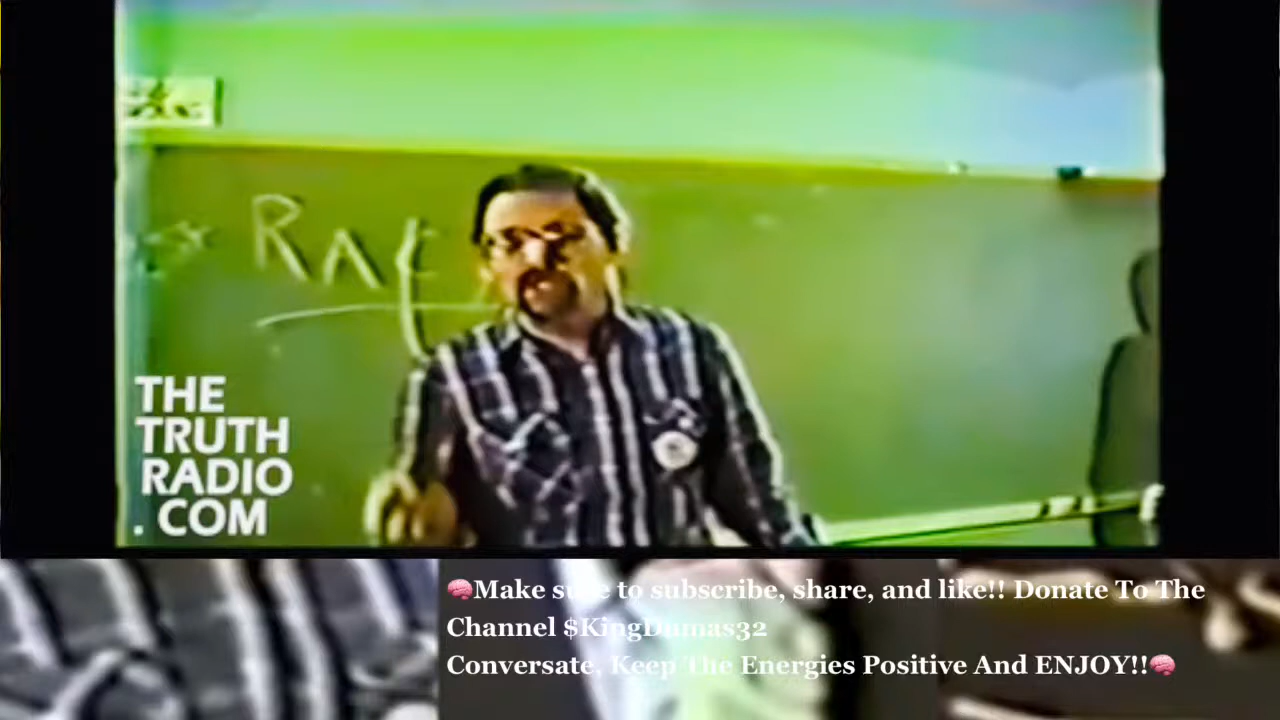 THE
TRUTH
RADIO
. COM
🧠Make sure to subscribe, share, and like!! Donate To The
Channel $KingDumas32
Conversate, Keep The Energies Positive And ENJOY!!🧠